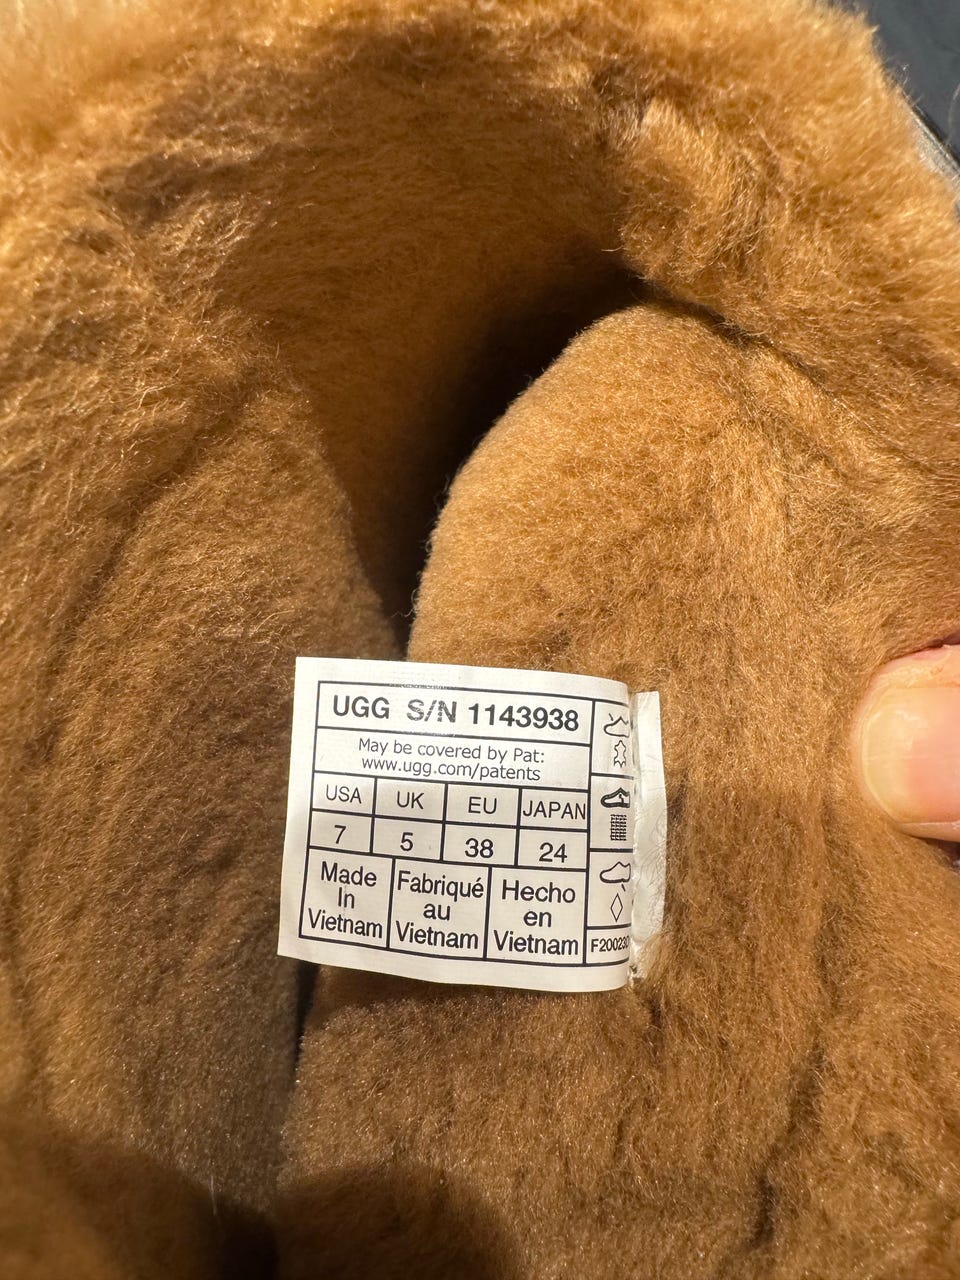 UGG S/N 1143938
May be covered by Pat:
www.ugg.com/patents
USA UK EU JAPAN
7 5 38 24
Made In Vietnam
Fabriqué au Vietnam
Hecho en Vietnam